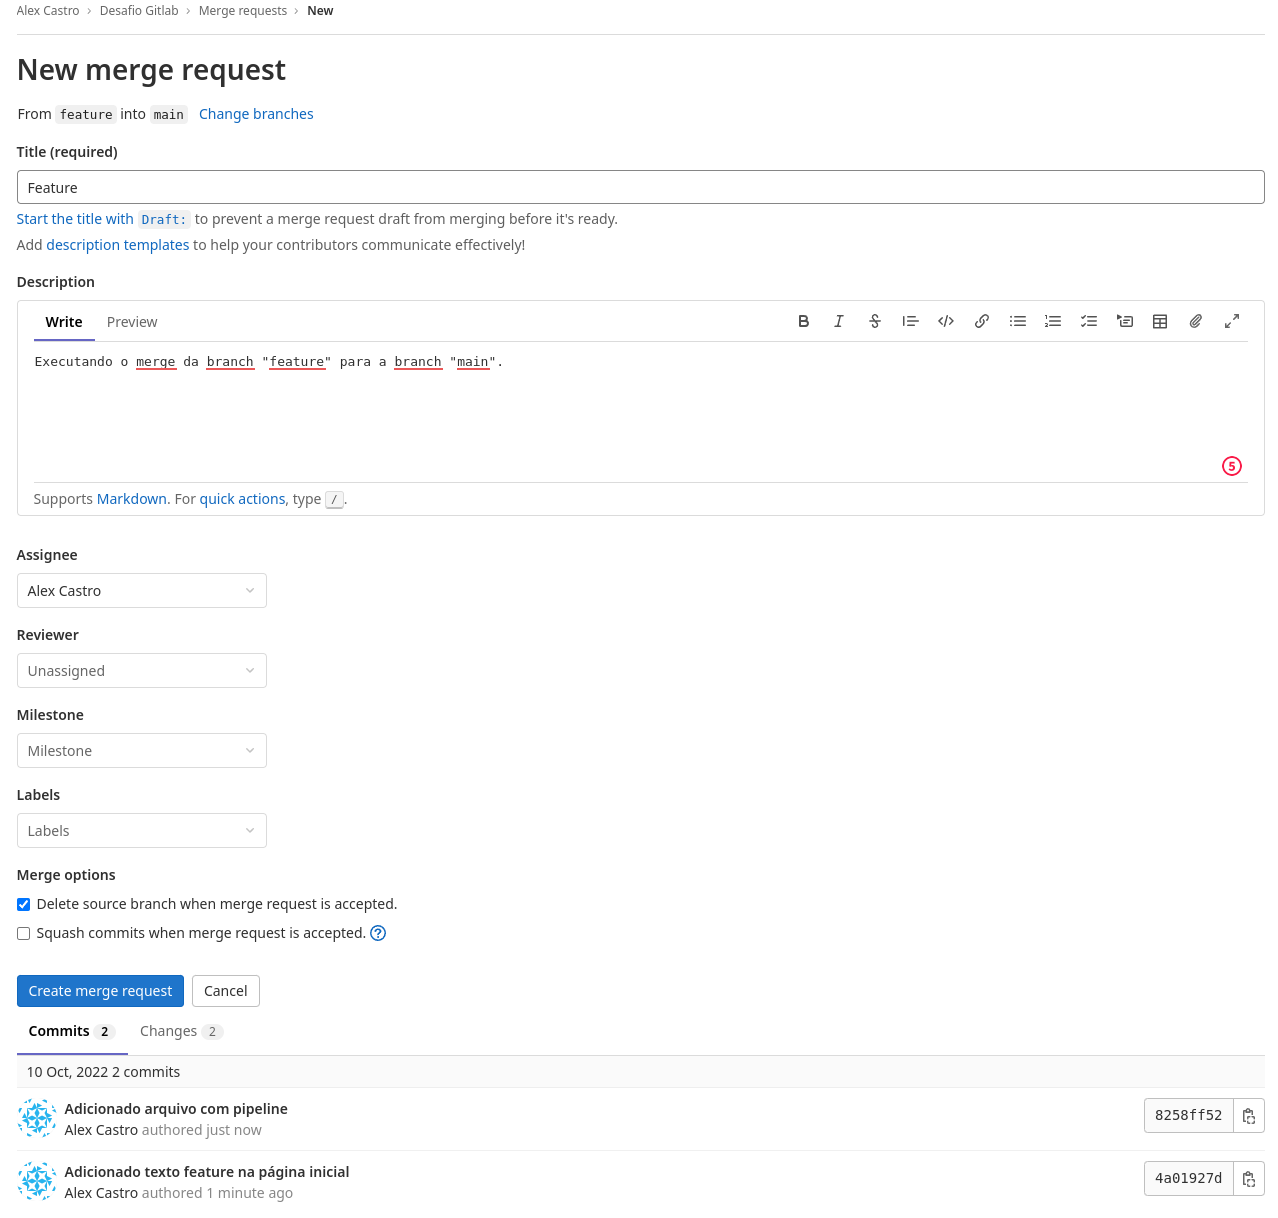 Alex Castro › Desafio Gitlab › Merge requests › New
New merge request
From feature into main Change branches
Title (required)
Feature
Start the title with Draft: to prevent a merge request draft from merging before it's ready.
Add description templates to help your contributors communicate effectively!
Description
Write Preview
Executando o merge da branch "feature" para a branch "main".
5
Supports Markdown. For quick actions, type /.
Assignee
Alex Castro
Reviewer
Unassigned
Milestone
Milestone
Labels
Labels
Merge options
Delete source branch when merge request is accepted.
Squash commits when merge request is accepted.
Create merge request Cancel
Commits 2 Changes 2
10 Oct, 2022 2 commits
Adicionado arquivo com pipeline
8258ff52
Alex Castro authored just now
Adicionado texto feature na página inicial
4a01927d
Alex Castro authored 1 minute ago